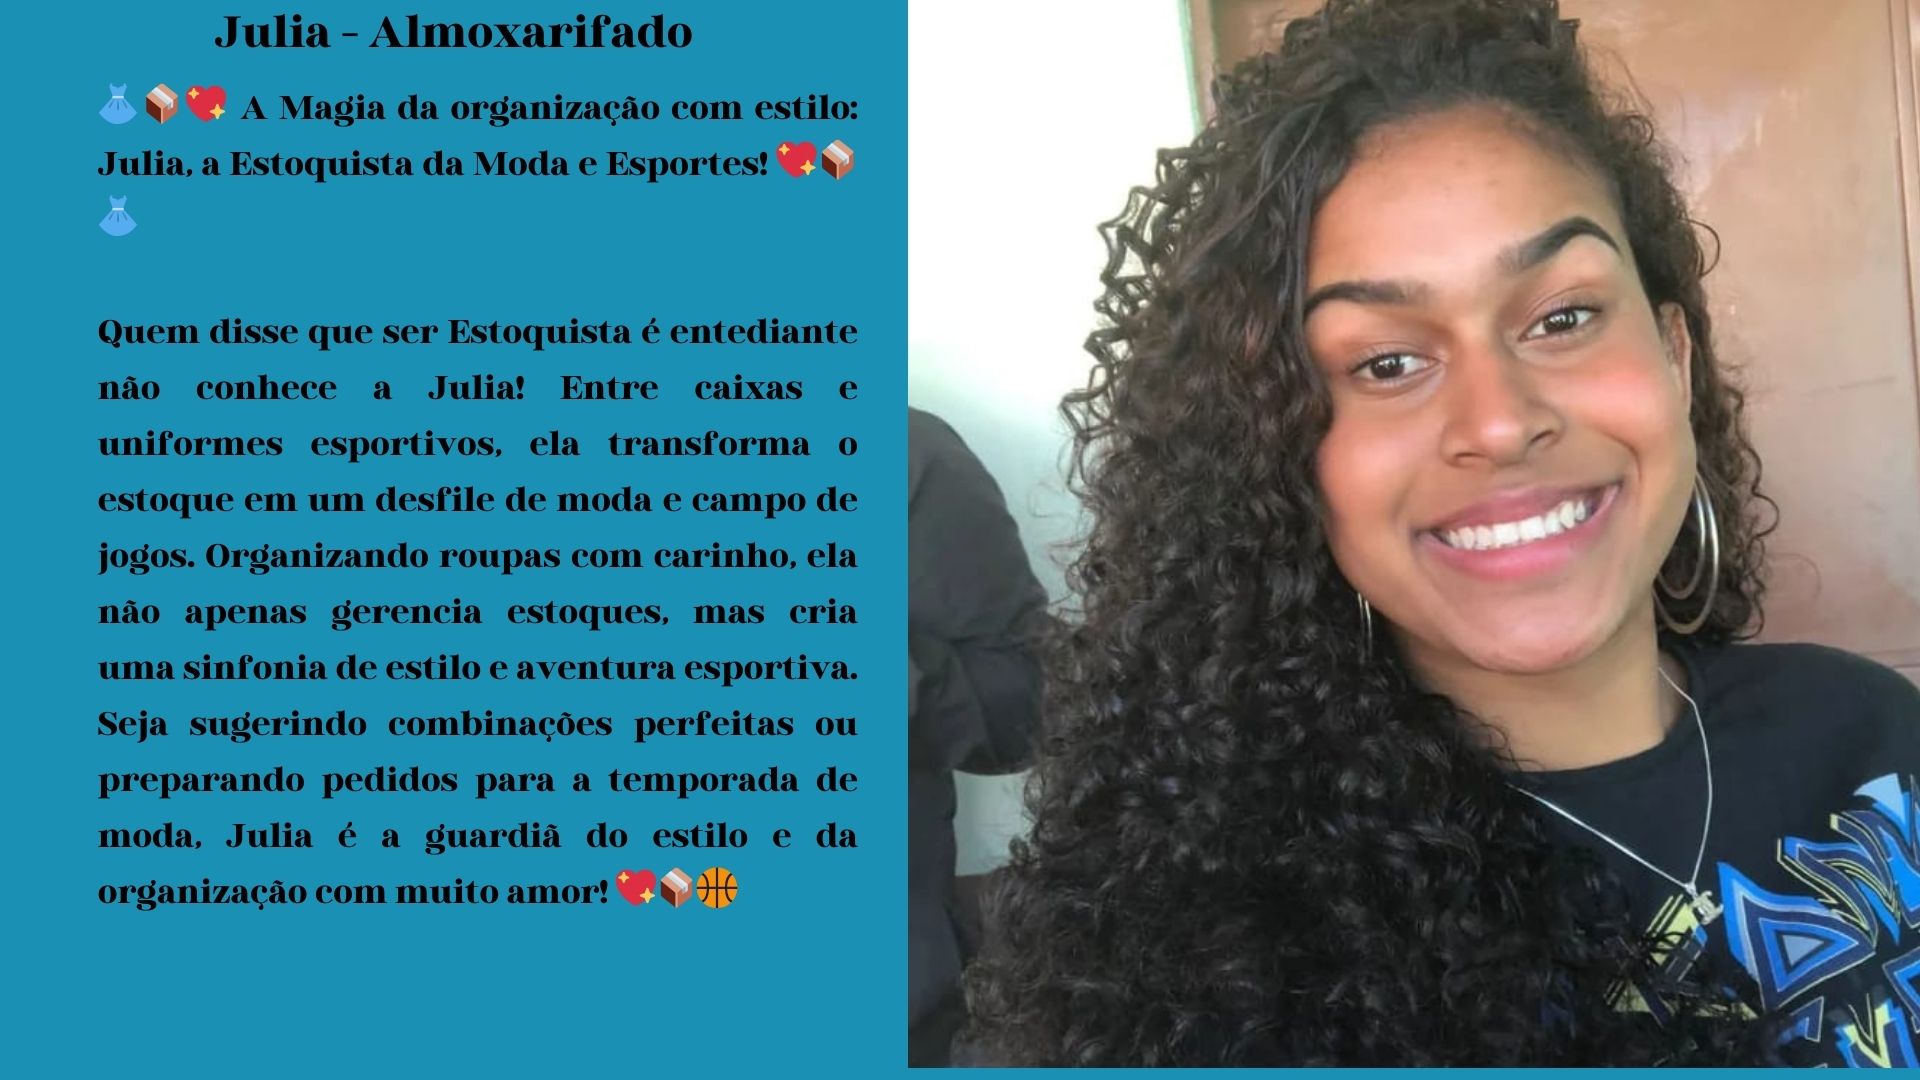 Julia - Almoxarifado
👗📦💖 A Magia da organização com estilo:
Julia, a Estoquista da Moda e Esportes! 💖📦
👗
Quem disse que ser Estoquista é entediante
não conhece a Julia! Entre caixas e
uniformes esportivos, ela transforma o
estoque em um desfile de moda e campo de
jogos. Organizando roupas com carinho, ela
não apenas gerencia estoques, mas cria
uma sinfonia de estilo e aventura esportiva.
Seja sugerindo combinações perfeitas ou
preparando pedidos para a temporada de
moda, Julia é a guardiã do estilo e da
organização com muito amor! 💖📦🏀